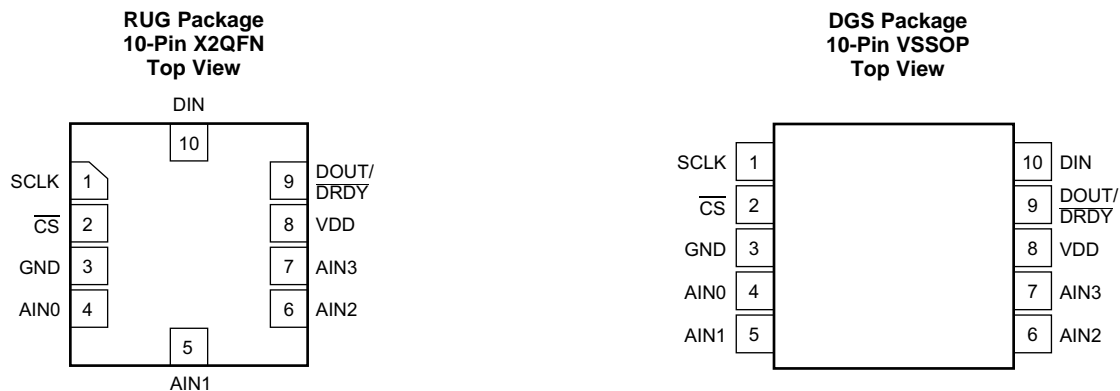 RUG Package
10-Pin X2QFN
Top View
DIN
10
SCLK 1
9 DOUT/
DRDY
CS 2
8 VDD
GND 3
7 AIN3
AIN0 4
6 AIN2
5
AIN1
DGS Package
10-Pin VSSOP
Top View
SCLK 1
10 DIN
CS 2
9 DOUT/
DRDY
GND 3
8 VDD
AIN0 4
7 AIN3
AIN1 5
6 AIN2